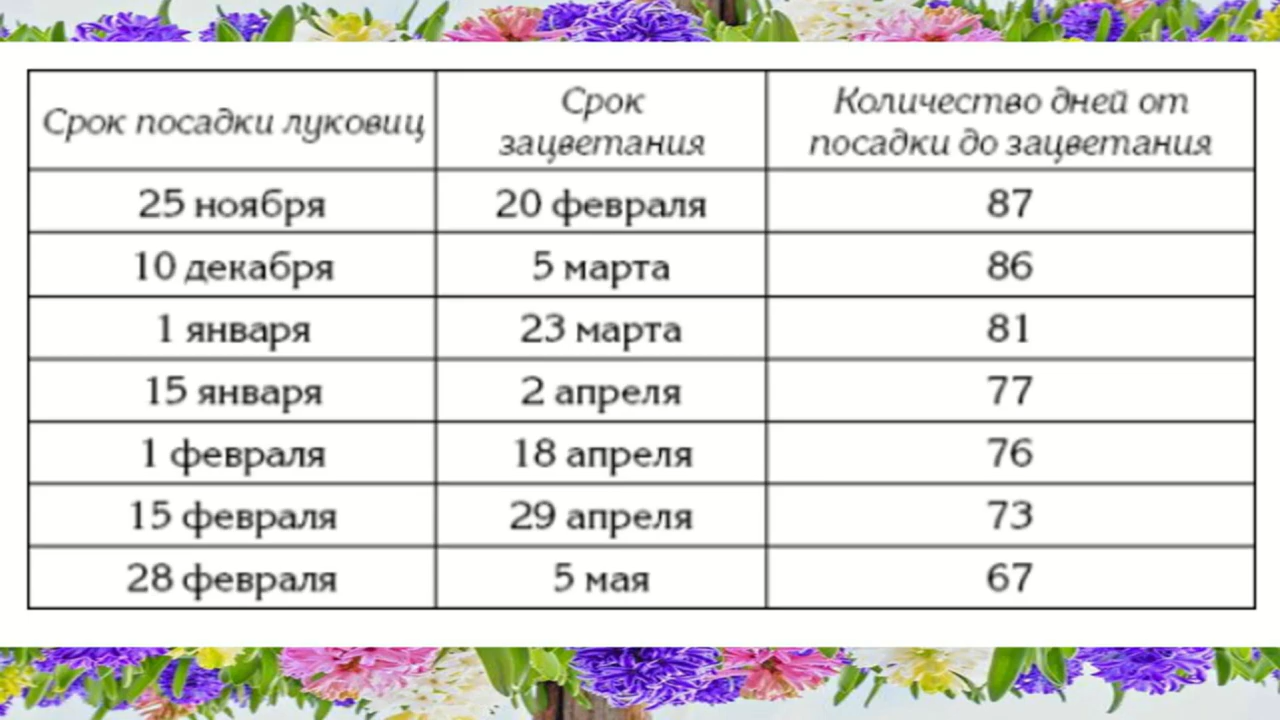 Срок посадки луковиц
Срок
зацветания
Количество дней от
посадки до зацветания
25 ноября
20 февраля
87
10 декабря
5 марта
86
1 января
23 марта
81
15 января
2 апреля
77
1 февраля
18 апреля
76
15 февраля
29 апреля
73
28 февраля
5 мая
67